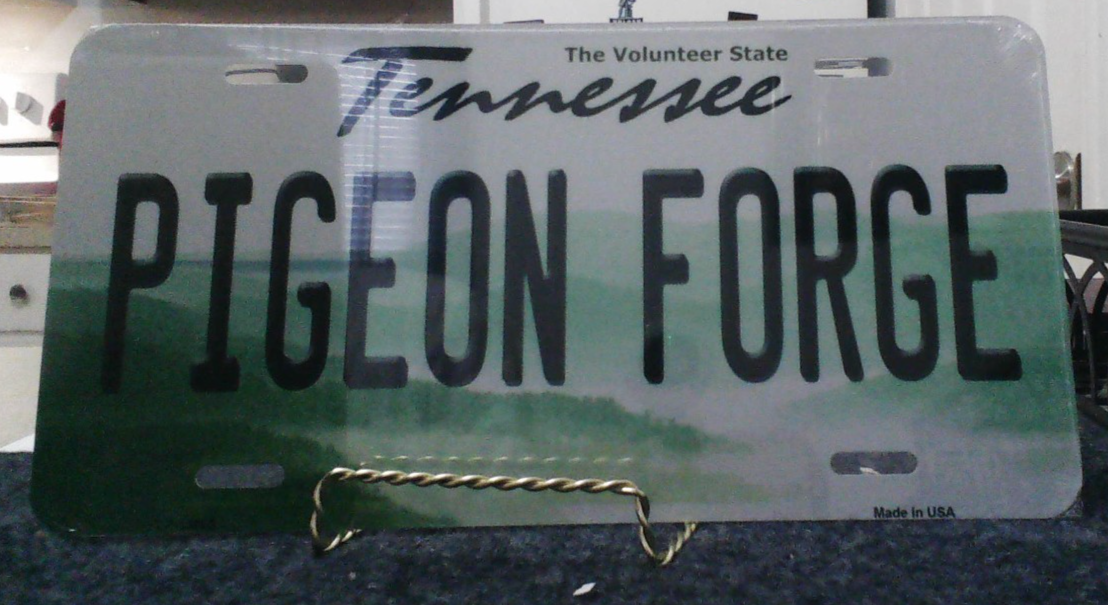 The Volunteer State
Tennessee
PIGEON FORGE
Made in USA